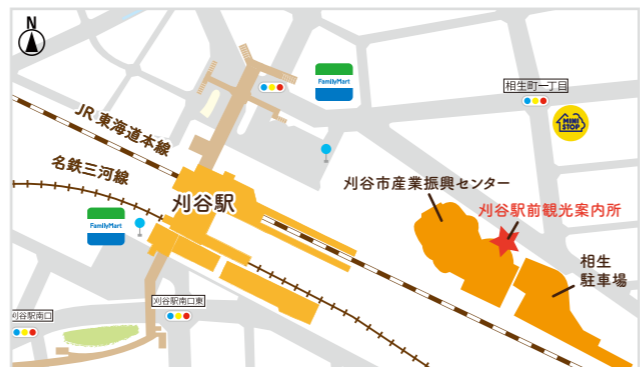 N
FamilyMart
相生町一丁目
MINI
STOP
JR 東海道本線
名鉄三河線
刈谷市産業振興センター
刈谷駅
刈谷駅前観光案内所
FamilyMart
相生
駐車場
刈谷駅南口東
刈谷駅南口